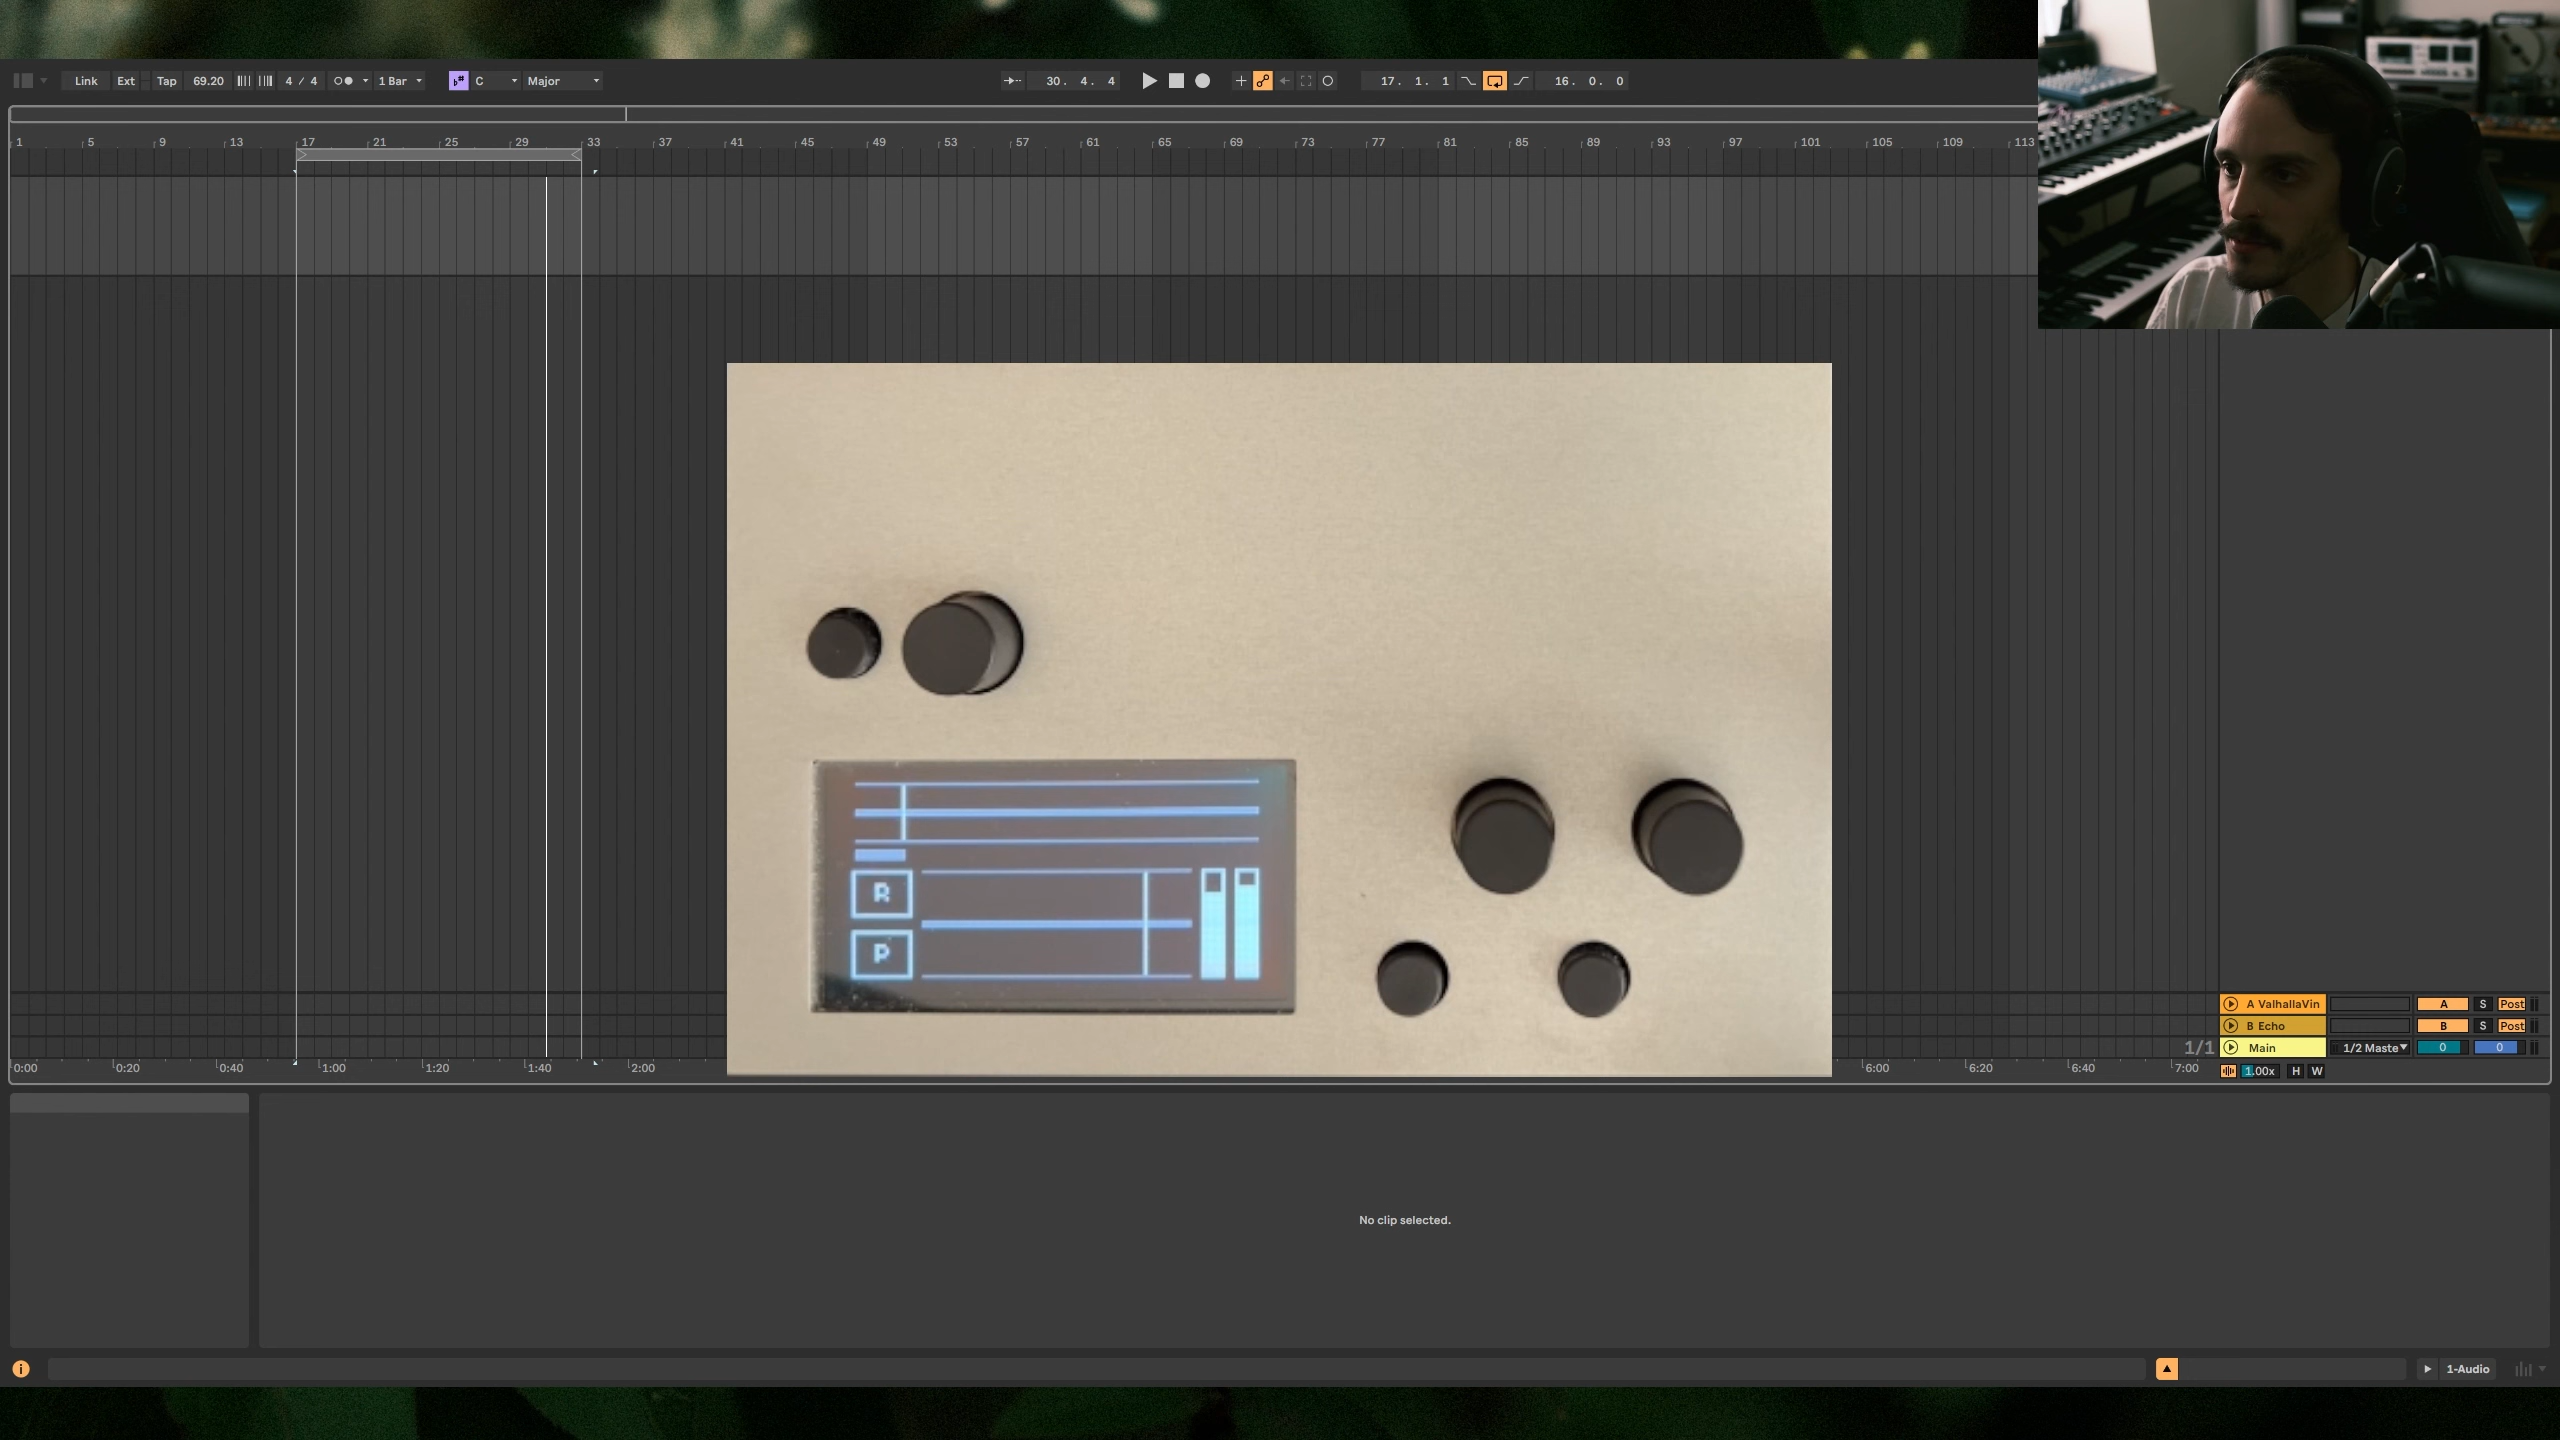 Link Ext Tap 69.20 4 / 4 1 Bar C Major 30. 4. 4 17. 1. 1 16. 0. 0
1 5 9 13 17 21 25 29 33 37 41 45 49 53 57 61 65 69 73 77 81 85 89 93 97 101 105 109 113
R
P
A ValhallaVin A S Post
B Echo B S Post
1/1 Main 1/2 Maste 0 0
0:00 0:20 0:40 1:00 1:20 1:40 2:00 6:00 6:20 6:40 7:00 1.00x H W
No clip selected.
1-Audio